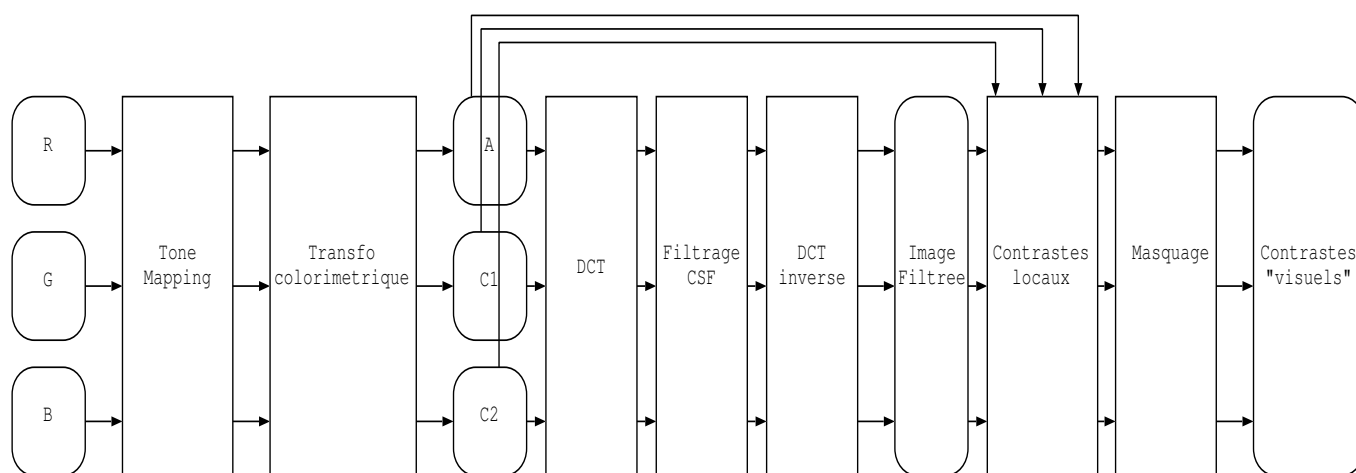 R
G
B
Tone
Mapping
Transfo
colorimetrique
A
C1
C2
DCT
Filtrage
CSF
DCT
inverse
Image
Filtree
Contrastes
locaux
Masquage
Contrastes
"visuels"